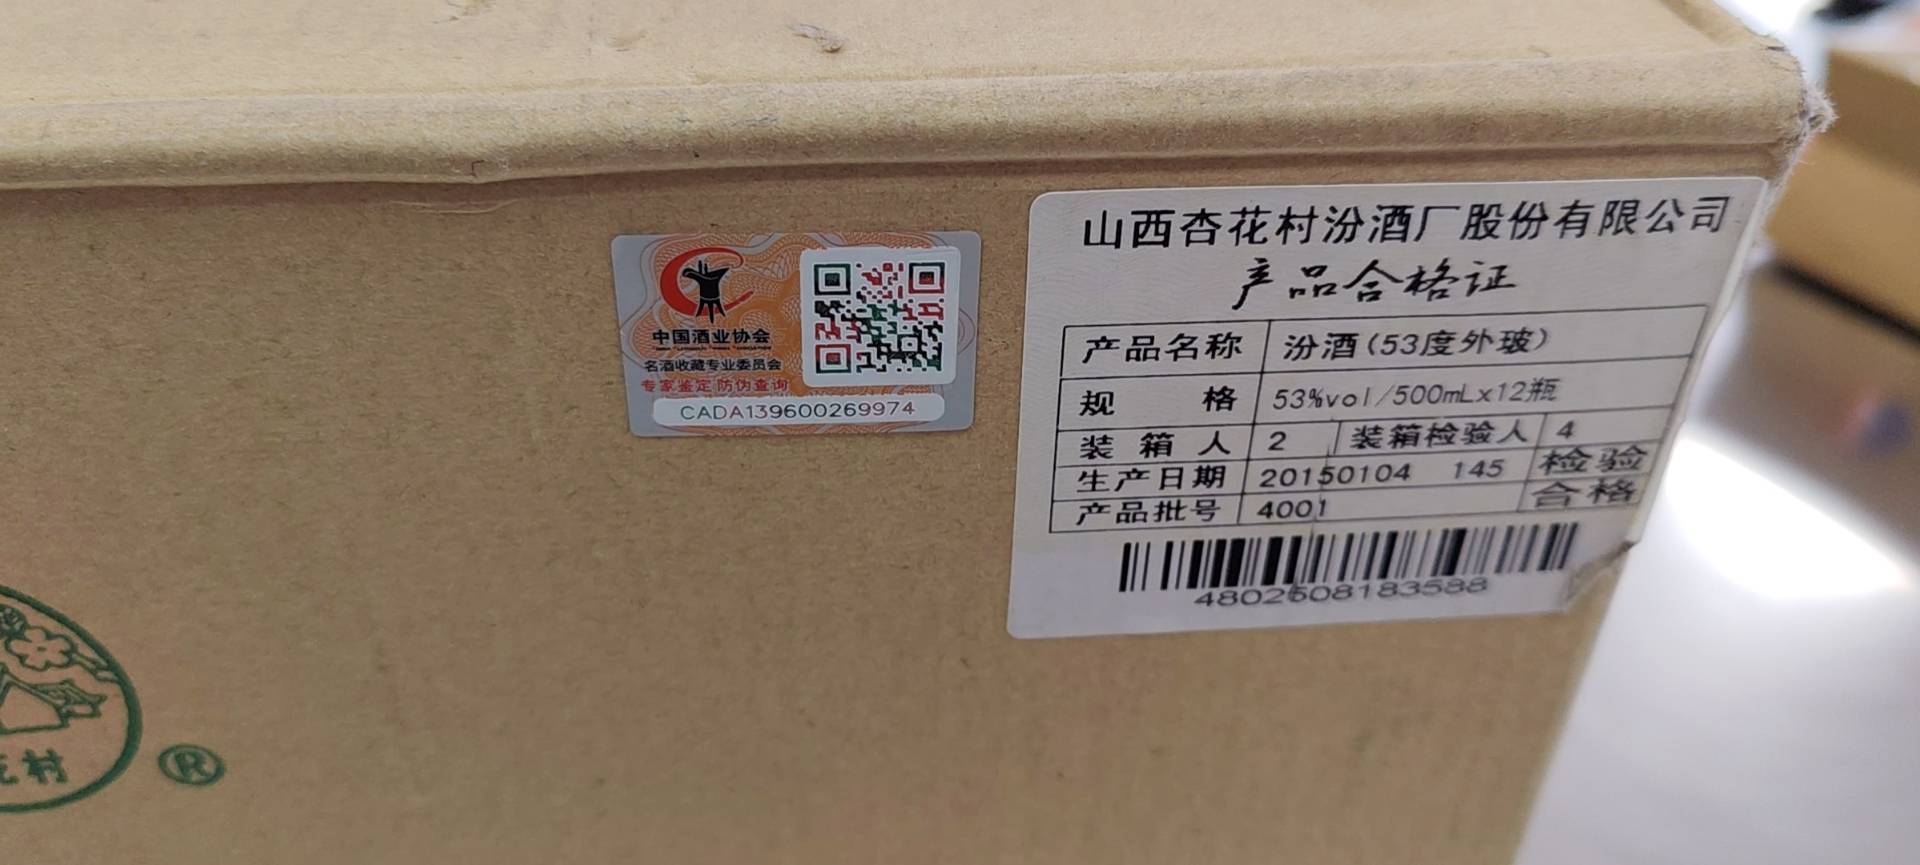 中国酒业协会
名酒收藏专业委员会
专家鉴定 防伪查询
CADA139600269974
山西杏花村汾酒厂股份有限公司
产品合格证
产品名称 汾酒(53度外玻)
规格 53%vol/500mLx12瓶
装箱人 2 装箱检验人 4
生产日期 20150104 145 检验
产品批号 4001 合格
4802608183588
村
®